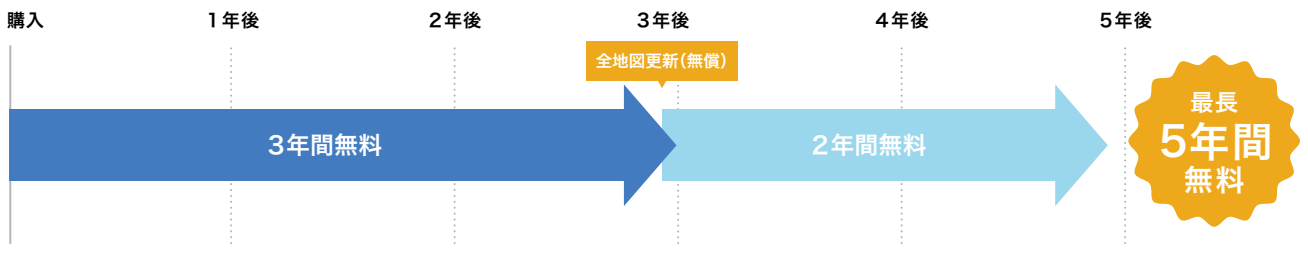 購入
1年後
2年後
3年後
4年後
5年後
全地図更新(無償)
3年間無料
2年間無料
最長
5年間
無料